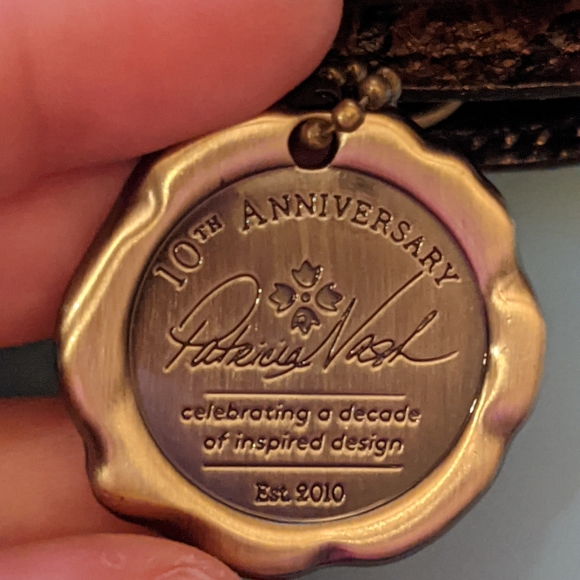 10TH ANNIVERSARY
Patricia Nash
celebrating a decade
of inspired design
Est. 2010